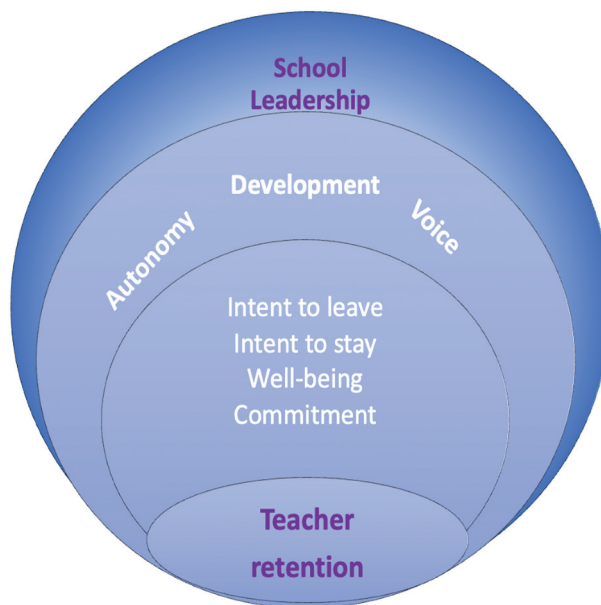 School
Leadership
Development
Autonomy
Voice
Intent to leave
Intent to stay
Well-being
Commitment
Teacher
retention